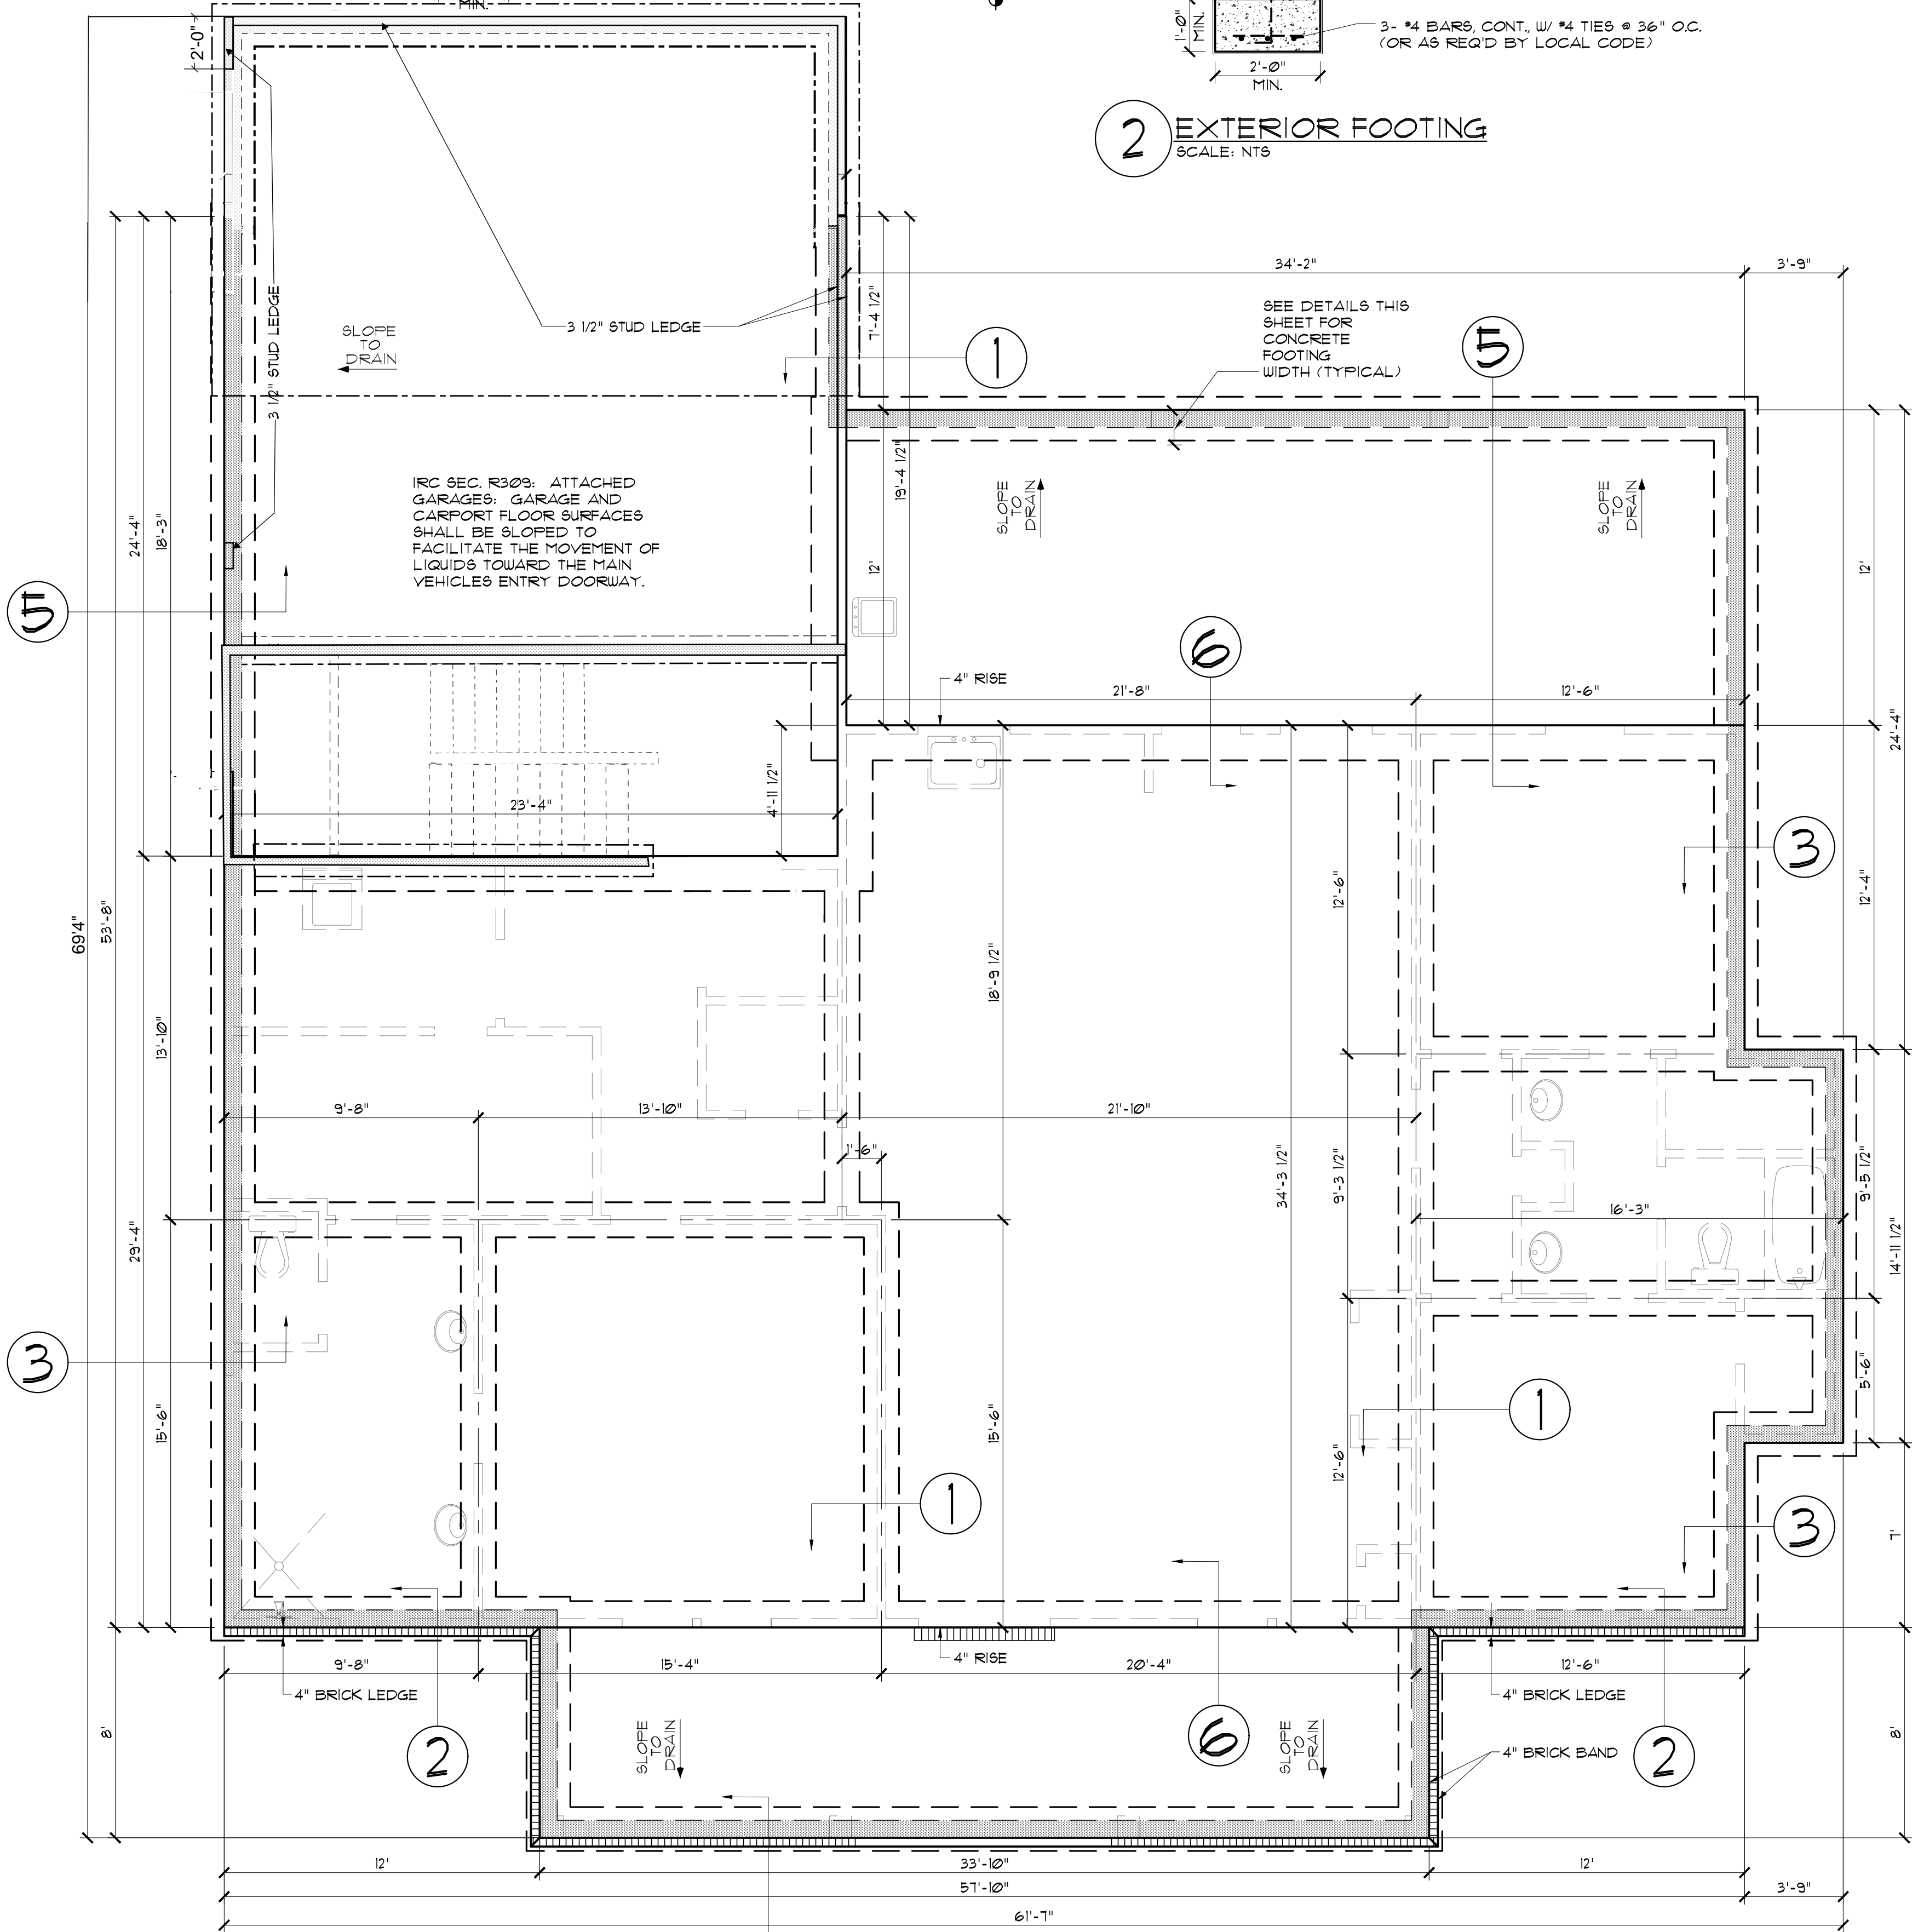 MIN.
1'-0"
MIN.
3- #4 BARS, CONT., W/ #4 TIES @ 36" O.C.
(OR AS REQ'D BY LOCAL CODE)
2'-0"
MIN.
2
EXTERIOR FOOTING
SCALE: NTS
2'-0"
3 1/2" STUD LEDGE
SLOPE
TO
DRAIN
3 1/2" STUD LEDGE
1
7'-4 1/2"
19'-4 1/2"
12'
34'-2"
3'-9"
SEE DETAILS THIS
SHEET FOR
CONCRETE
FOOTING
WIDTH (TYPICAL)
5
IRC SEC. R309: ATTACHED
GARAGES: GARAGE AND
CARPORT FLOOR SURFACES
SHALL BE SLOPED TO
FACILITATE THE MOVEMENT OF
LIQUIDS TOWARD THE MAIN
VEHICLES ENTRY DOORWAY.
SLOPE
TO
DRAIN
SLOPE
TO
DRAIN
5
24'-4"
18'-3"
12'
24'-4"
6
4" RISE
21'-8"
12'-6"
23'-4"
4'-11 1/2"
3
12'-6"
12'-4"
69'4"
53'-8"
18'-9 1/2"
13'-10"
9'-8"
13'-10"
21'-10"
1'-6"
34'-3 1/2"
9'-3 1/2"
9'-5 1/2"
16'-3"
14'-11 1/2"
29'-4"
3
15'-6"
15'-6"
12'-6"
5'-6"
1
1
3
7'
9'-8"
15'-4"
4" RISE
20'-4"
12'-6"
4" BRICK LEDGE
4" BRICK LEDGE
8'
2
SLOPE
TO
DRAIN
6
SLOPE
TO
DRAIN
4" BRICK BAND
2
8'
12'
33'-10"
12'
57'-10"
3'-9"
61'-7"